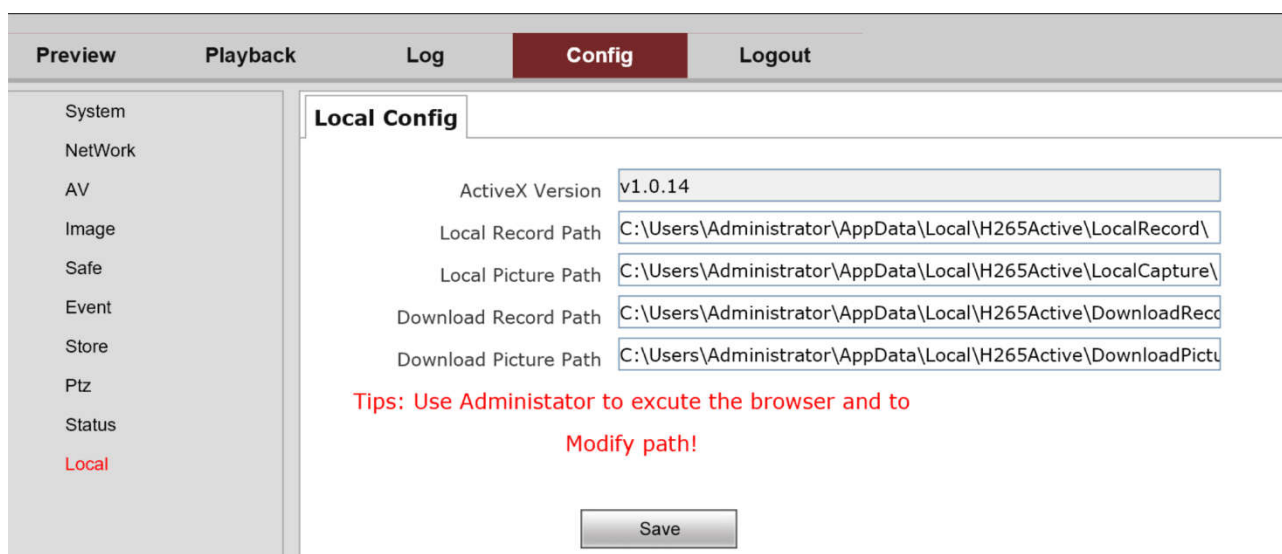 Preview Playback Log Config Logout
System
NetWork
AV
Image
Safe
Event
Store
Ptz
Status
Local
Local Config
ActiveX Version v1.0.14
Local Record Path C:\Users\Administrator\AppData\Local\H265Active\LocalRecord\
Local Picture Path C:\Users\Administrator\AppData\Local\H265Active\LocalCapture\
Download Record Path C:\Users\Administrator\AppData\Local\H265Active\DownloadReco
Download Picture Path C:\Users\Administrator\AppData\Local\H265Active\DownloadPictu
Tips: Use Administator to excute the browser and to
Modify path!
Save